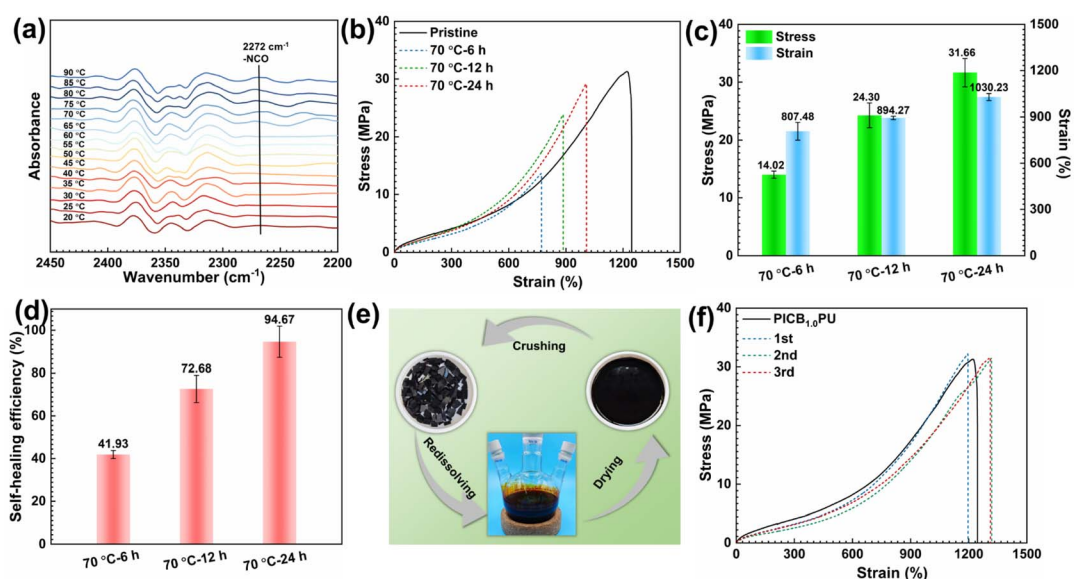 (a)
2272 cm⁻¹
-NCO
90 °C
85 °C
80 °C
75 °C
70 °C
65 °C
60 °C
55 °C
50 °C
45 °C
40 °C
35 °C
30 °C
25 °C
20 °C
Absorbance
2450 2400 2350 2300 2250 2200
Wavenumber (cm⁻¹)
(b)
Pristine
70 °C-6 h
70 °C-12 h
70 °C-24 h
Stress (MPa)
40
30
20
10
0
0 300 600 900 1200 1500
Strain (%)
(c)
Stress
Strain
Stress (MPa)
40
30
20
10
0
14.02
807.48
24.30
894.27
31.66
1030.23
1500
1200
900
600
300
0
Strain (%)
70 °C-6 h 70 °C-12 h 70 °C-24 h
(d)
Self-healing efficiency (%)
100
80
60
40
20
0
41.93
72.68
94.67
70 °C-6 h 70 °C-12 h 70 °C-24 h
(e)
Crushing
Redissolving
Drying
(f)
PICB₁.₀PU
1st
2nd
3rd
Stress (MPa)
40
30
20
10
0
0 300 600 900 1200 1500
Strain (%)